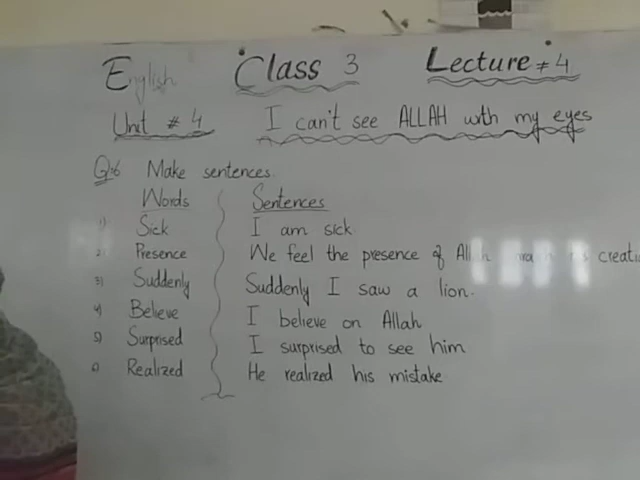 English Class 3 Lecture # 4
Unit # 4 I can't see ALLAH with my eyes
Q:6 Make sentences
Words Sentences
1) Sick I am sick
2) Presence We feel the presence of creati
3) Suddenly Suddenly I saw a lion.
4) Believe I believe on Allah
5) Surprised I surprised to see him
Realized He realized his mistake